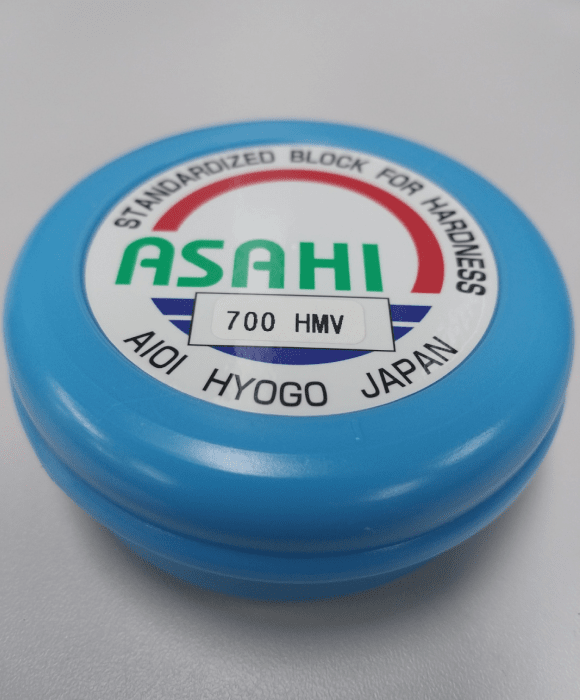 STANDARDIZED BLOCK FOR HARDNESS
ASAHI
700 HMV
AIOI HYOGO JAPAN